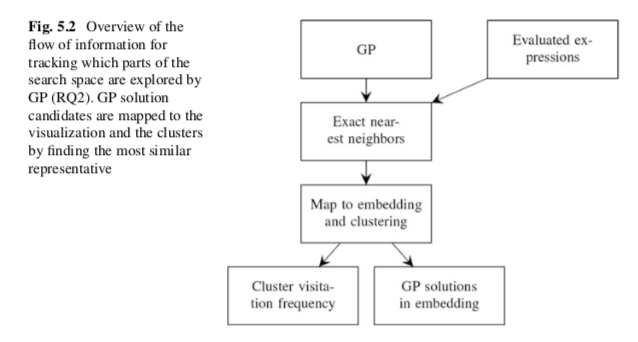 Fig. 5.2 Overview of the
flow of information for
tracking which parts of the
search space are explored by
GP (RQ2). GP solution
candidates are mapped to the
visualization and the clusters
by finding the most similar
representative
GP
Evaluated ex-
pressions
Exact near-
est neighbors
Map to embedding
and clustering
Cluster visita-
tion frequency
GP solutions
in embedding